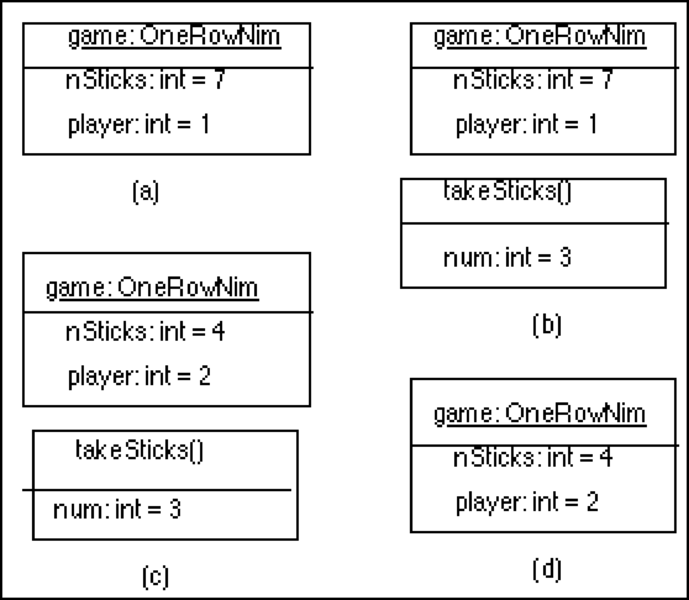 game:OneRowNim
nSticks:int = 7
player:int = 1
(a)
game:OneRowNim
nSticks:int = 7
player:int = 1
takeSticks()
num:int = 3
(b)
game:OneRowNim
nSticks:int = 4
player:int = 2
takeSticks()
num:int = 3
(c)
game:OneRowNim
nSticks:int = 4
player:int = 2
(d)